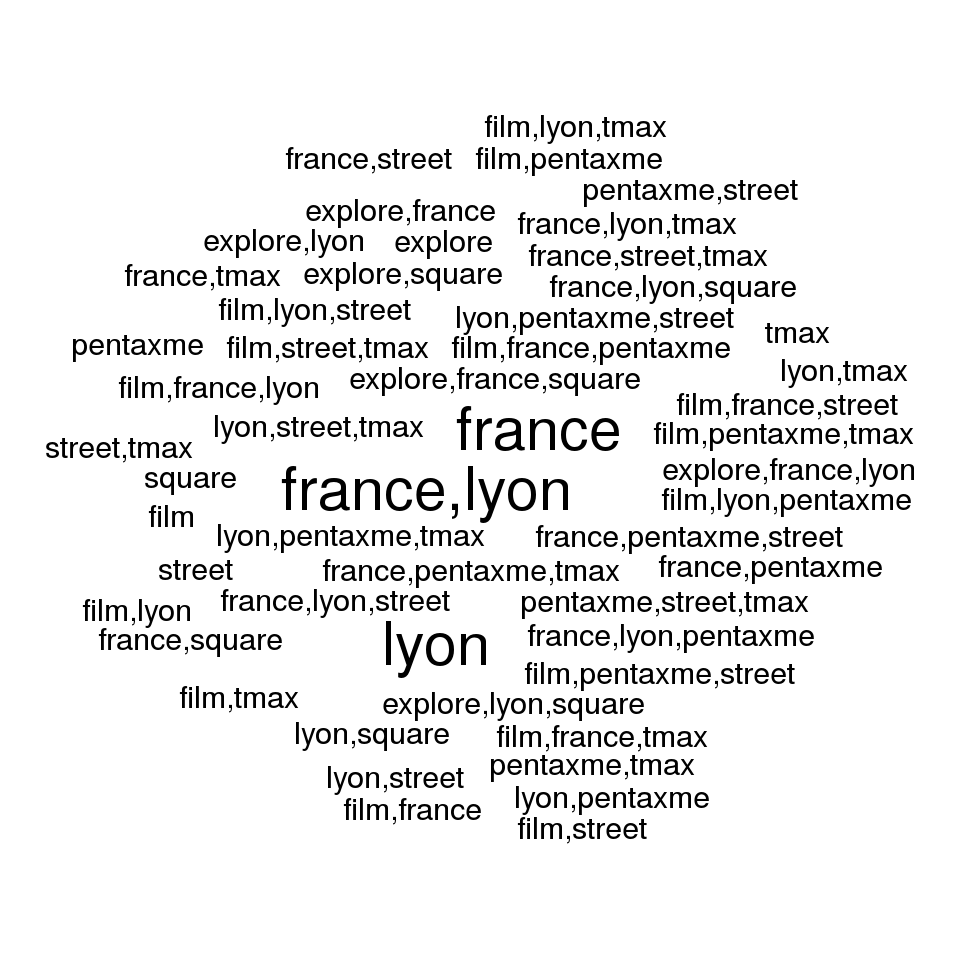 film,lyon,tmax
france,street film,pentaxme
pentaxme,street
explore,france france,lyon,tmax
explore,lyon explore france,street,tmax
france,tmax explore,square france,lyon,square
film,lyon,street lyon,pentaxme,street
pentaxme film,street,tmax film,france,pentaxme tmax
film,france,lyon explore,france,square lyon,tmax
film,france,street
lyon,street,tmax france film,pentaxme,tmax
street,tmax
square france,lyon explore,france,lyon
film film,lyon,pentaxme
lyon,pentaxme,tmax france,pentaxme,street
street france,pentaxme,tmax france,pentaxme
film,lyon france,lyon,street pentaxme,street,tmax
france,square lyon france,lyon,pentaxme
film,pentaxme,street
film,tmax explore,lyon,square
lyon,square film,france,tmax
lyon,street pentaxme,tmax
film,france lyon,pentaxme
film,street